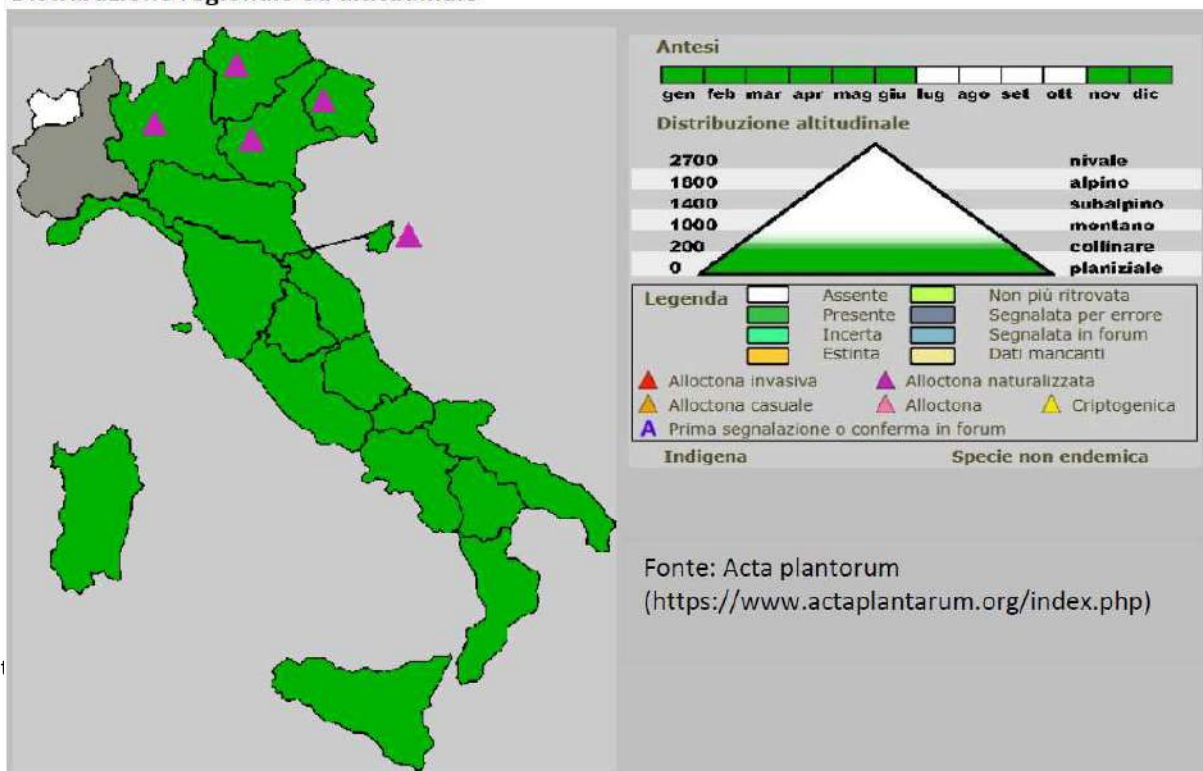 Antesi
gen feb mar apr mag giu lug ago set ott nov dic
Distribuzione altitudinale
2700 nivale
1800 alpino
1400 subalpino
1000 montano
200 collinare
0 planiziale
Legenda Assente Non più ritrovata
Presente Segnalata per errore
Incerta Segnalata in forum
Estinta Dati mancanti
Alloctona invasiva Alloctona naturalizzata
Alloctona casuale Alloctona Criptogenica
A Prima segnalazione o conferma in forum
Indigena Specie non endemica
Fonte: Acta plantorum
(https://www.actaplantarum.org/index.php)